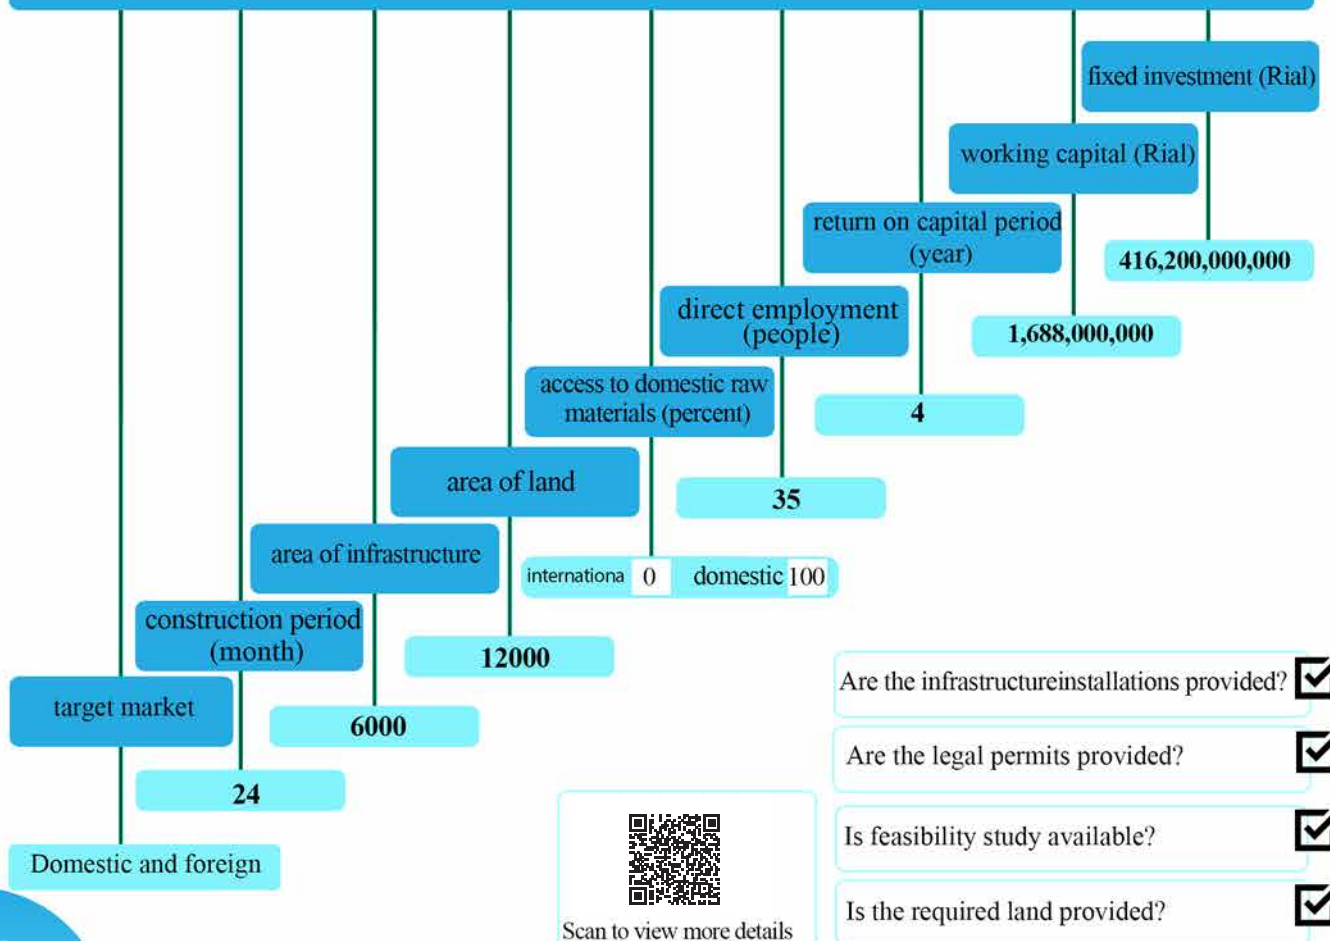 fixed investment (Rial)
416,200,000,000
working capital (Rial)
1,688,000,000
return on capital period
(year)
4
direct employment
(people)
35
access to domestic raw
materials (percent)
internationa 0 domestic 100
area of land
12000
area of infrastructure
6000
construction period
(month)
24
target market
Domestic and foreign
Are the infrastructureinstallations provided?
Are the legal permits provided?
Is feasibility study available?
Is the required land provided?
Scan to view more details